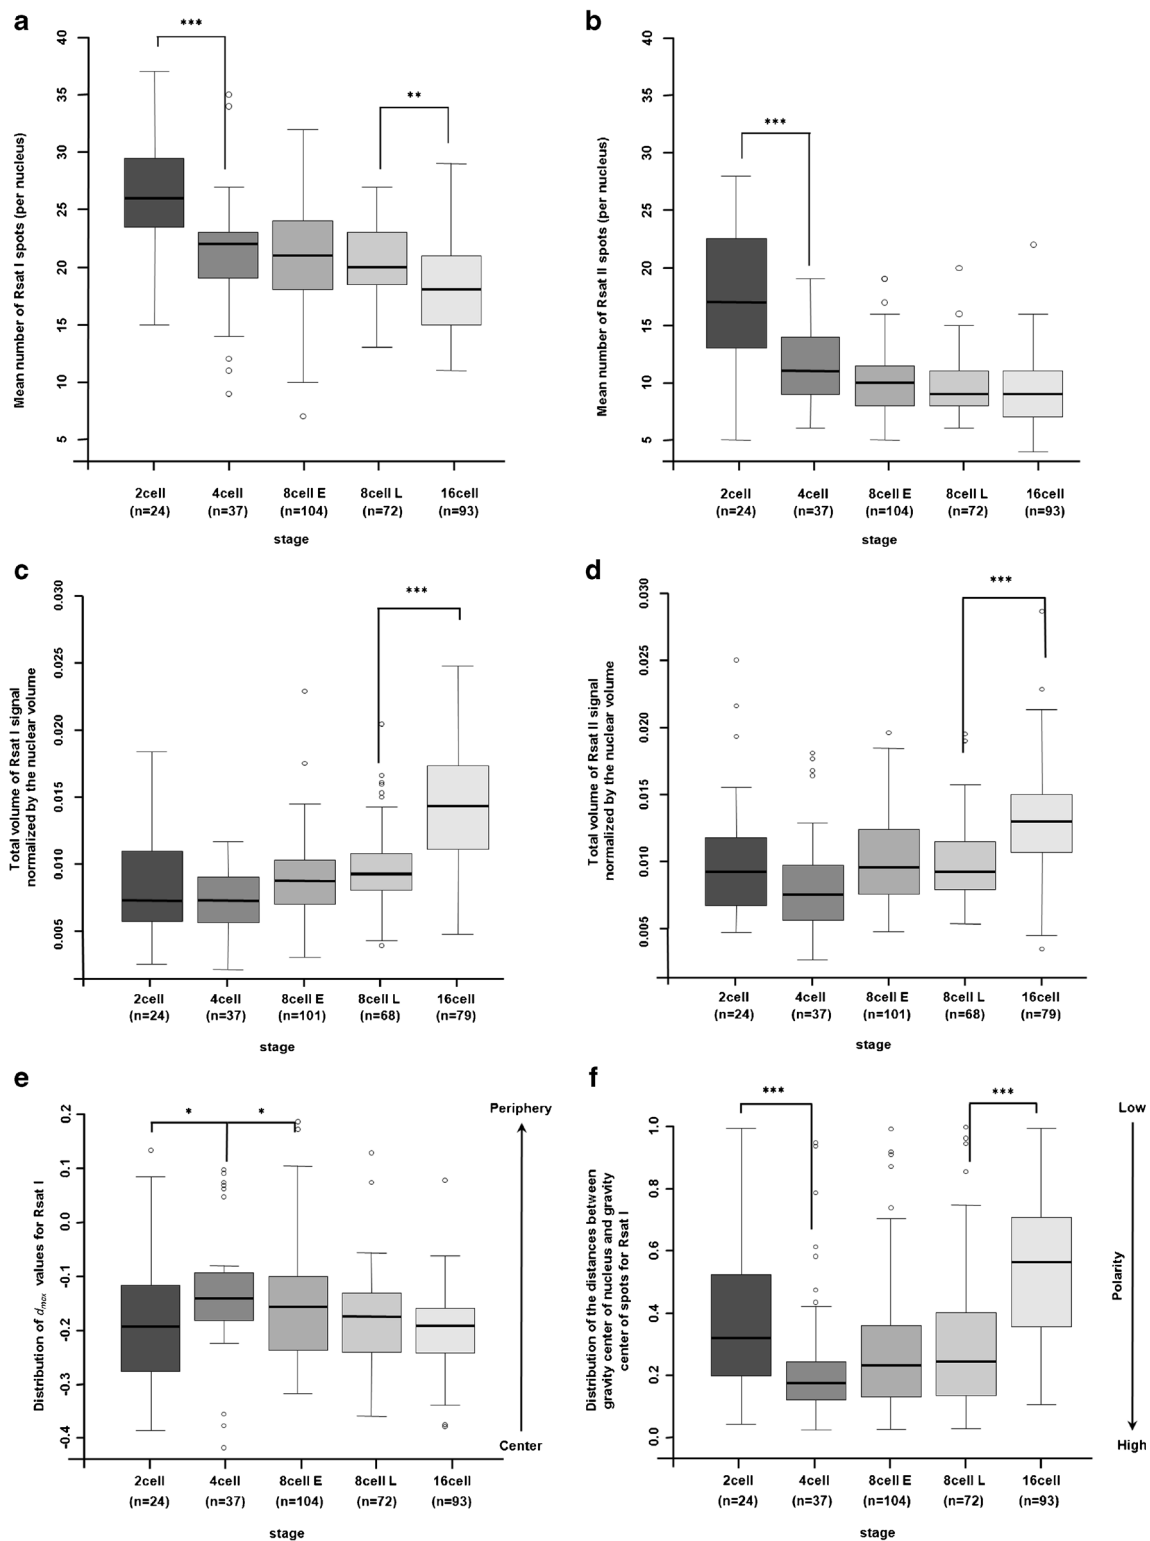 a
***
**
40
35
30
25
20
15
10
5
Mean number of Rsat I spots (per nucleus)
2cell 4cell 8cell E 8cell L 16cell
(n=24) (n=37) (n=104) (n=72) (n=93)
stage
b
***
40
35
30
25
20
15
10
5
Mean number of Rsat II spots (per nucleus)
2cell 4cell 8cell E 8cell L 16cell
(n=24) (n=37) (n=104) (n=72) (n=93)
stage
c
***
0.030
0.025
0.020
0.015
0.010
0.005
Total volume of Rsat I signal
normalized by the nuclear volume
2cell 4cell 8cell E 8cell L 16cell
(n=24) (n=37) (n=101) (n=68) (n=79)
stage
d
***
0.030
0.025
0.020
0.015
0.010
0.005
Total volume of Rsat II signal
normalized by the nuclear volume
2cell 4cell 8cell E 8cell L 16cell
(n=24) (n=37) (n=101) (n=68) (n=79)
stage
e
* *
0.2
0.1
0.0
-0.1
-0.2
-0.3
-0.4
Distribution of dmax values for Rsat I
Periphery
Center
2cell 4cell 8cell E 8cell L 16cell
(n=24) (n=37) (n=104) (n=72) (n=93)
stage
f
***
***
1.0
0.8
0.6
0.4
0.2
0.0
Distribution of the distances between
gravity center of nucleus and gravity
center of spots for Rsat I
Low
Polarity
High
2cell 4cell 8cell E 8cell L 16cell
(n=24) (n=37) (n=104) (n=72) (n=93)
stage